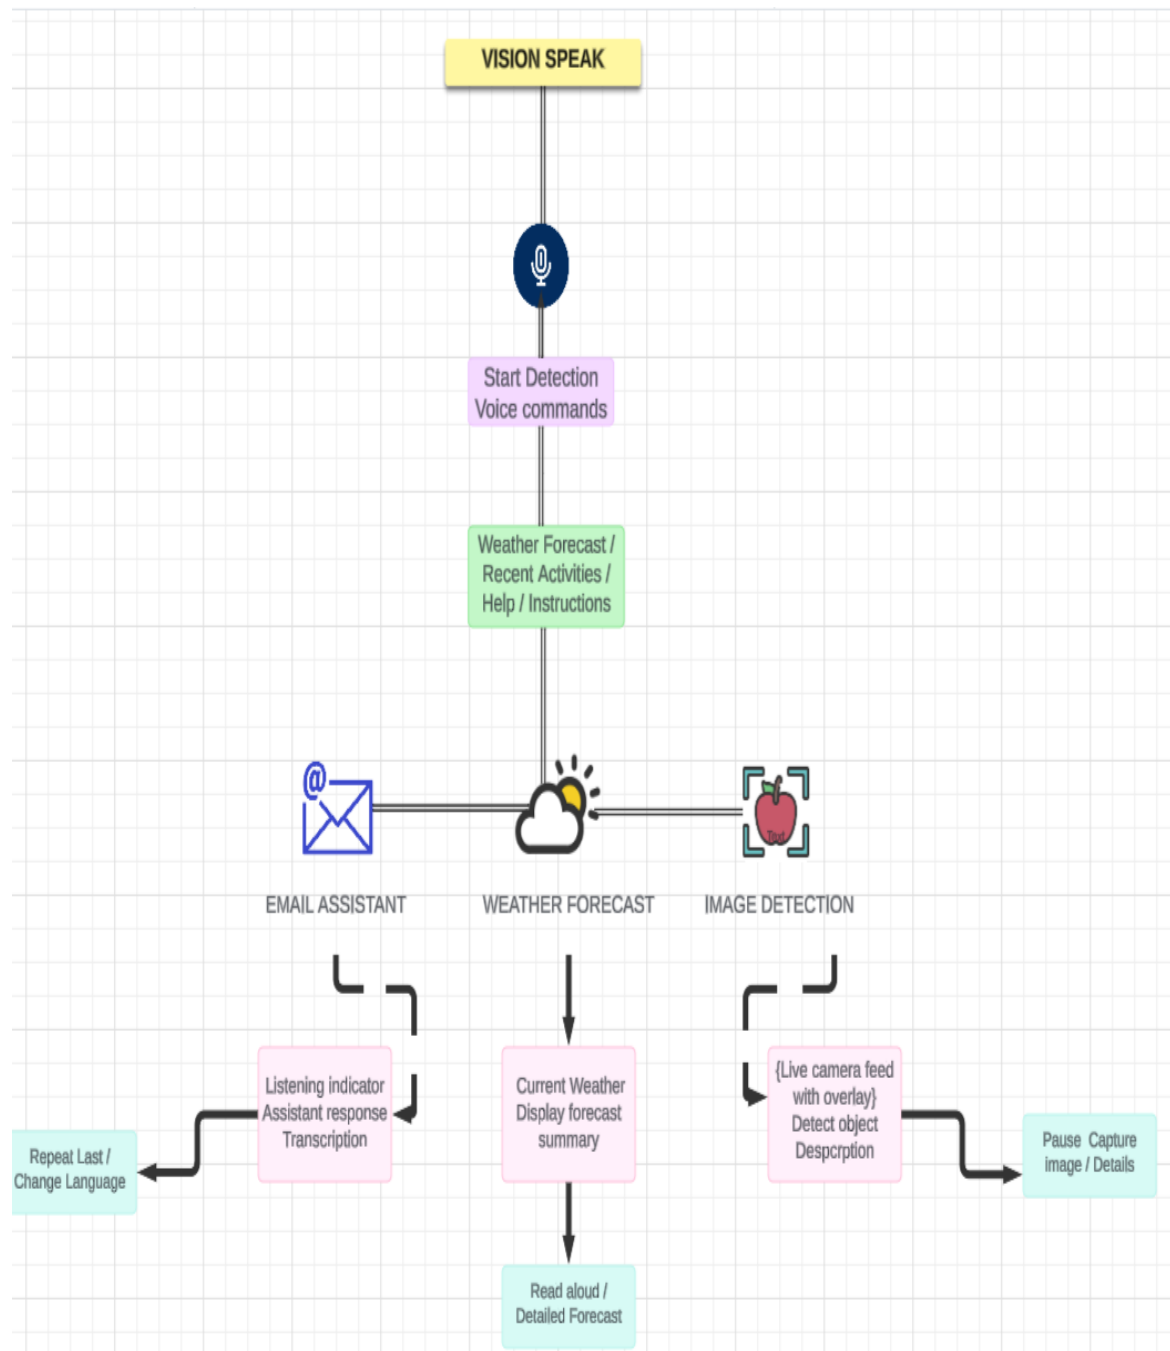 VISION SPEAK
Start Detection
Voice commands
Weather Forecast /
Recent Activities /
Help / Instructions
@
Text
EMAIL ASSISTANT
WEATHER FORECAST
IMAGE DETECTION
Listening indicator
Assistant response
Transcription
Current Weather
Display forecast
summary
{Live camera feed
with overlay}
Detect object
Despcrption
Repeat Last /
Change Language
Pause Capture
image / Details
Read aloud /
Detailed Forecast